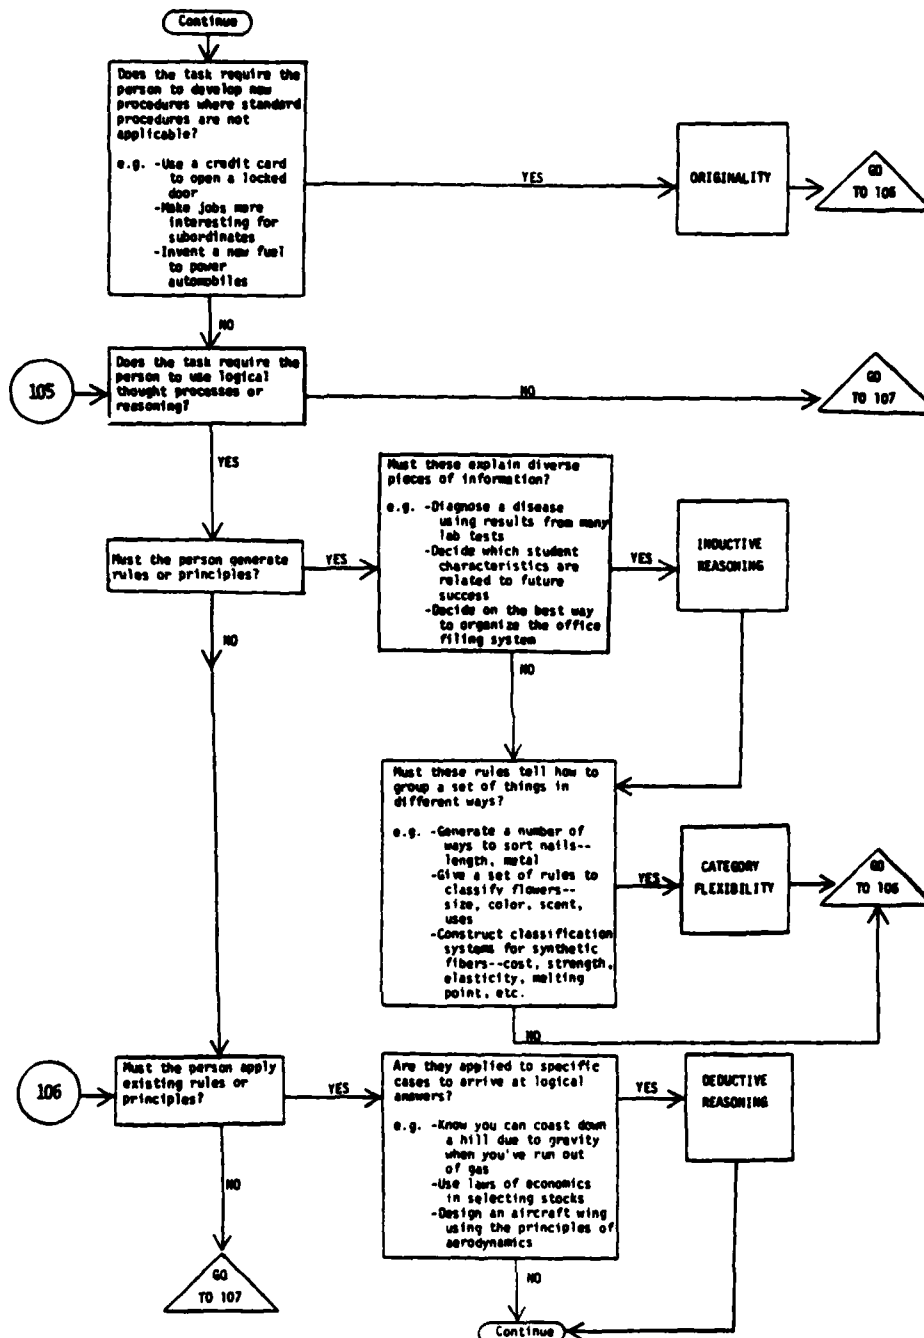 Continue
Does the task require the
person to develop new
procedures where standard
procedures are not
applicable?
e.g. -Use a credit card
to open a locked
door
-Make jobs more
interesting for
subordinates
-Invent a new fuel
to power
automobiles
YES
ORIGINALITY
GO
TO 106
NO
105
Does the task require the
person to use logical
thought processes or
reasoning?
NO
GO
TO 107
YES
Must the person generate
rules or principles?
YES
Must these explain diverse
pieces of information?
e.g. -Diagnose a disease
using results from many
lab tests
-Decide which student
characteristics are
related to future
success
-Decide on the best way
to organize the office
filing system
YES
INDUCTIVE
REASONING
NO
NO
Must these rules tell how to
group a set of things in
different ways?
e.g. -Generate a number of
ways to sort nails--
length, metal
-Give a set of rules to
classify flowers--
size, color, scent,
uses
-Construct classification
systems for synthetic
fibers--cost, strength,
elasticity, melting
point, etc.
YES
CATEGORY
FLEXIBILITY
GO
TO 106
NO
106
Must the person apply
existing rules or
principles?
YES
Are they applied to specific
cases to arrive at logical
answers?
e.g. -Know you can coast down
a hill due to gravity
when you've run out
of gas
-Use laws of economics
in selecting stocks
-Design an aircraft wing
using the principles of
aerodynamics
YES
DEDUCTIVE
REASONING
NO
GO
TO 107
NO
Continue